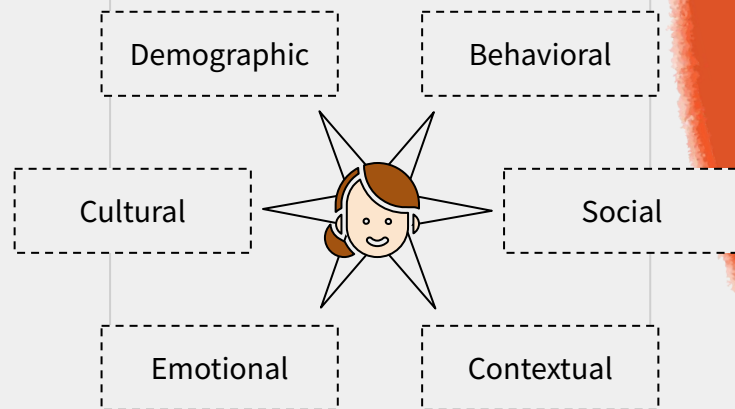 Demographic
Behavioral
Cultural
Social
Emotional
Contextual